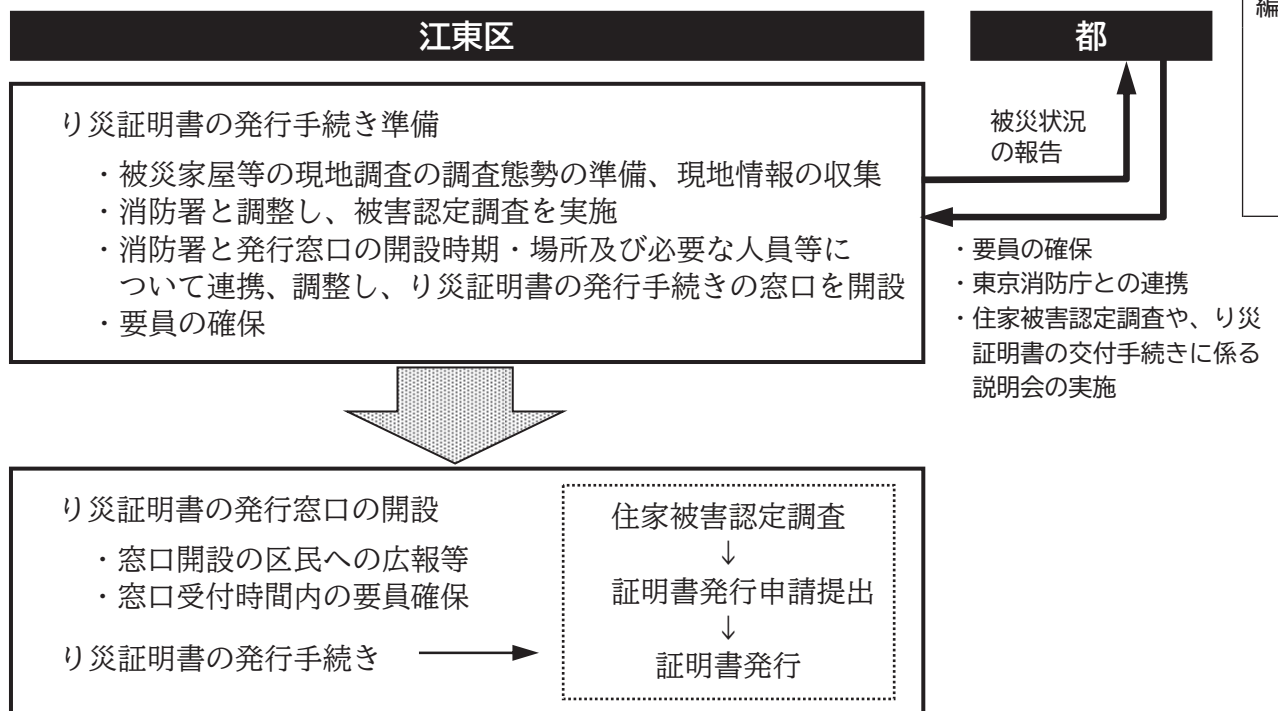 江東区
都
編
り災証明書の発行手続き準備
・被災家屋等の現地調査の調査態勢の準備、現地情報の収集
・消防署と調整し、被害認定調査を実施
・消防署と発行窓口の開設時期・場所及び必要な人員等に
ついて連携、調整し、り災証明書の発行手続きの窓口を開設
・要員の確保
被災状況
の報告
・要員の確保
・東京消防庁との連携
・住家被害認定調査や、り災
証明書の交付手続きに係る
説明会の実施
り災証明書の発行窓口の開設
・窓口開設の区民への広報等
・窓口受付時間内の要員確保
り災証明書の発行手続き
住家被害認定調査
↓
証明書発行申請提出
↓
証明書発行